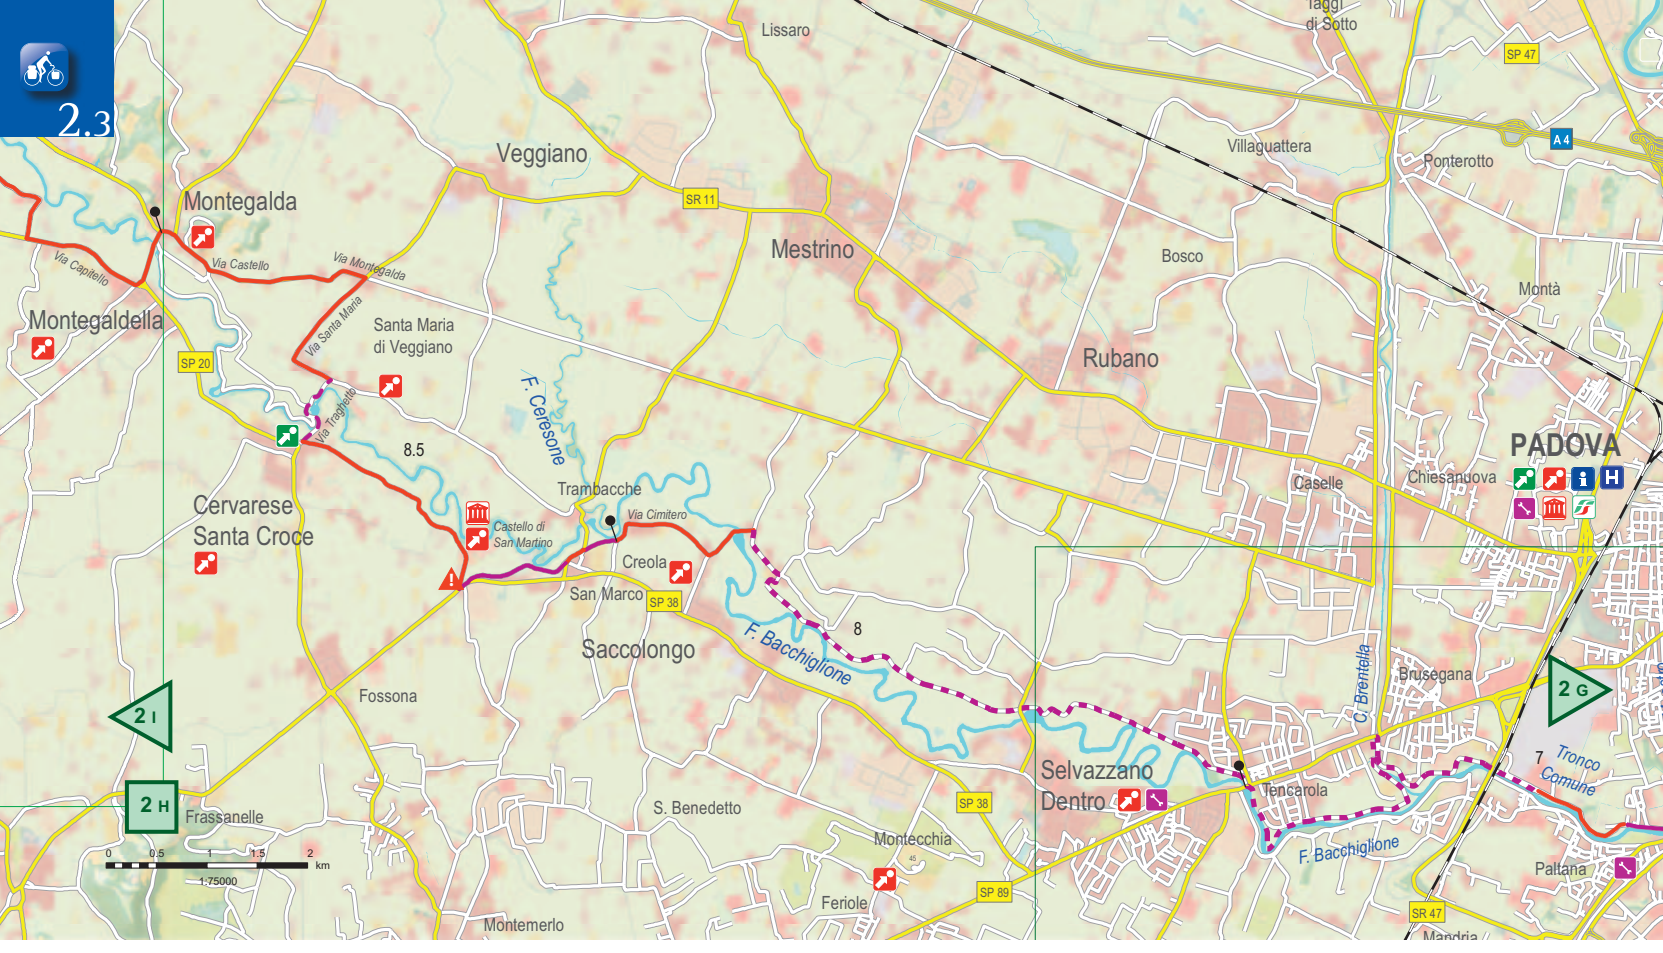 Taggì
di Sotto
Lissaro
SP 47
2.3
A 4
Villaguattera
Ponterotto
Veggiano
SR 11
Montegalda
Mestrino
Bosco
Via Capitello
Via Castello
Via Montegalda
Montà
Montegaldella
Via Santa Maria
Santa Maria
di Veggiano
SP 20
Rubano
F. Ceresone
Via Traghetto
8.5
PADOVA
Chiesanuova
Caselle
i
H
Trambacche
Cervarese
Santa Croce
Castello di
San Martino
Via Cimitero
Creola
San Marco
SP 38
Saccolongo
F. Bacchiglione
8
C. Brentella
Brusegana
2 G
Fossona
2 I
7
Tronco
Comune
Selvazzano
Dentro
Tencarola
2 H
Frassanelle
S. Benedetto
SP 38
Montecchia
45
F. Bacchiglione
0 0.5 1 1.5 2
km
1:75000
Paltana
SP 89
Feriole
SR 47
Montemerlo
Mandria